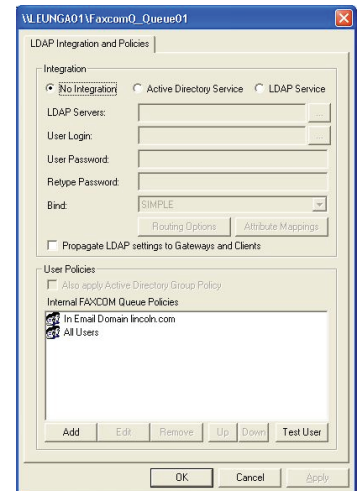 \\LEUNGA01\FaxcomQ_Queue01
LDAP Integration and Policies
Integration
No Integration Active Directory Service LDAP Service
LDAP Servers: ...
User Login: ...
User Password:
Retype Password:
Bind: SIMPLE
Routing Options Attribute Mappings
Propagate LDAP settings to Gateways and Clients
User Policies
Also apply Active Directory Group Policy
Internal FAXCOM Queue Policies
In Email Domain lincoln.com
All Users
Add Edit Remove Up Down Test User
OK Cancel Apply